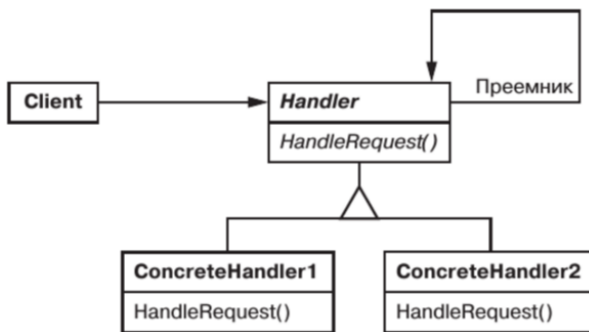 Client
Handler
Преемник
HandleRequest()
ConcreteHandler1
ConcreteHandler2
HandleRequest()
HandleRequest()